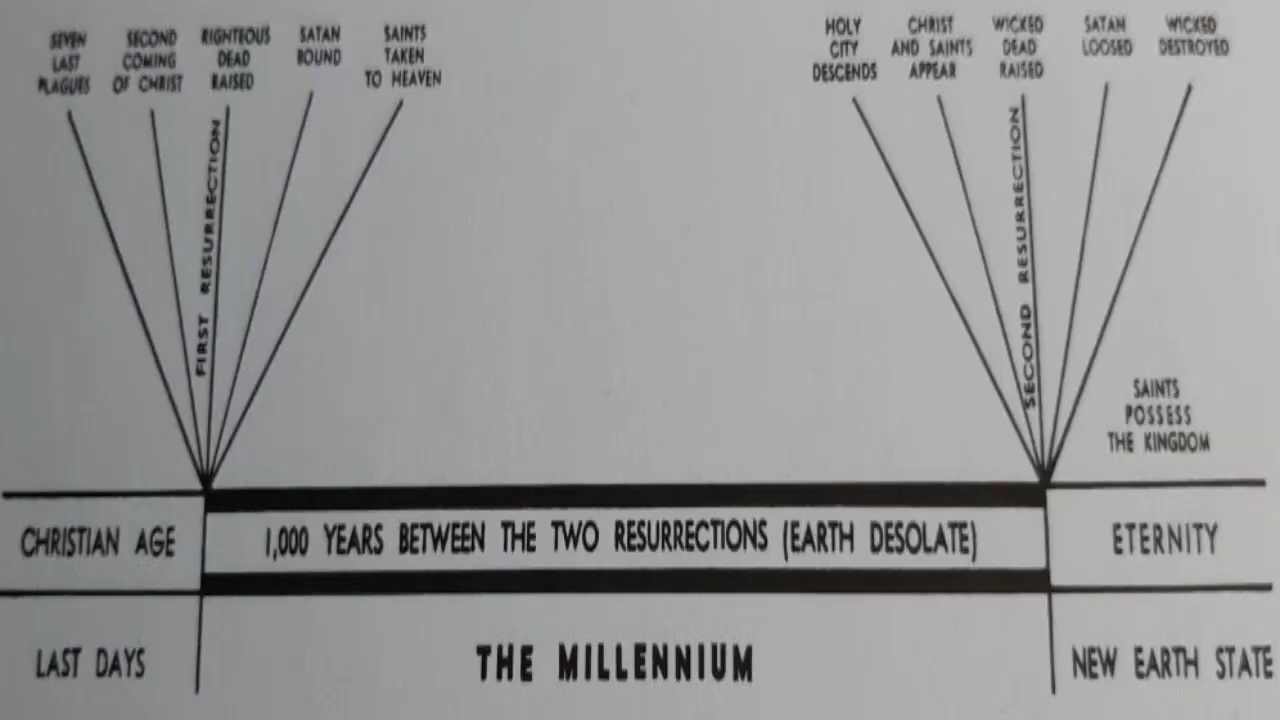 SEVEN
LAST
PLAGUES
SECOND
COMING
OF CHRIST
RIGHTEOUS
DEAD
RAISED
SATAN
BOUND
SAINTS
TAKEN
TO HEAVEN
HOLY
CITY
DESCENDS
CHRIST
AND SAINTS
APPEAR
WICKED
DEAD
RAISED
SATAN
LOOSED
WICKED
DESTROYED
FIRST RESURRECTION
SECOND RESURRECTION
SAINTS
POSSESS
THE KINGDOM
CHRISTIAN AGE
1,000 YEARS BETWEEN THE TWO RESURRECTIONS (EARTH DESOLATE)
ETERNITY
LAST DAYS
THE MILLENNIUM
NEW EARTH STATE